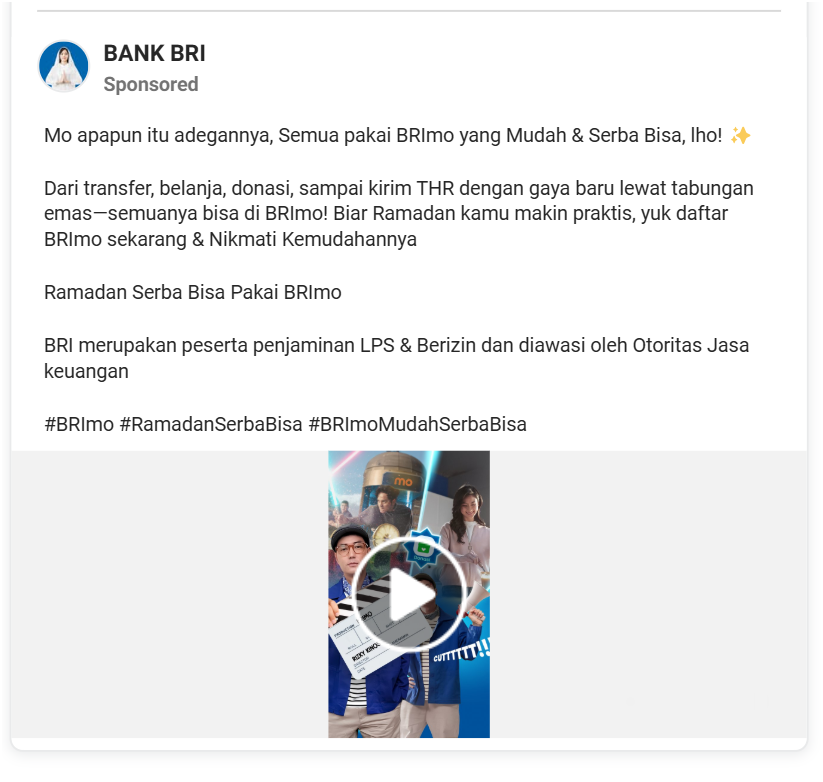 BANK BRI
Sponsored
Mo apapun itu adegannya, Semua pakai BRImo yang Mudah & Serba Bisa, lho! ✨
Dari transfer, belanja, donasi, sampai kirim THR dengan gaya baru lewat tabungan
emas—semuanya bisa di BRImo! Biar Ramadan kamu makin praktis, yuk daftar
BRImo sekarang & Nikmati Kemudahannya
Ramadan Serba Bisa Pakai BRImo
BRI merupakan peserta penjaminan LPS & Berizin dan diawasi oleh Otoritas Jasa
keuangan
#BRImo #RamadanSerbaBisa #BRImoMudahSerbaBisa
mo
CUTTTTTT!!!